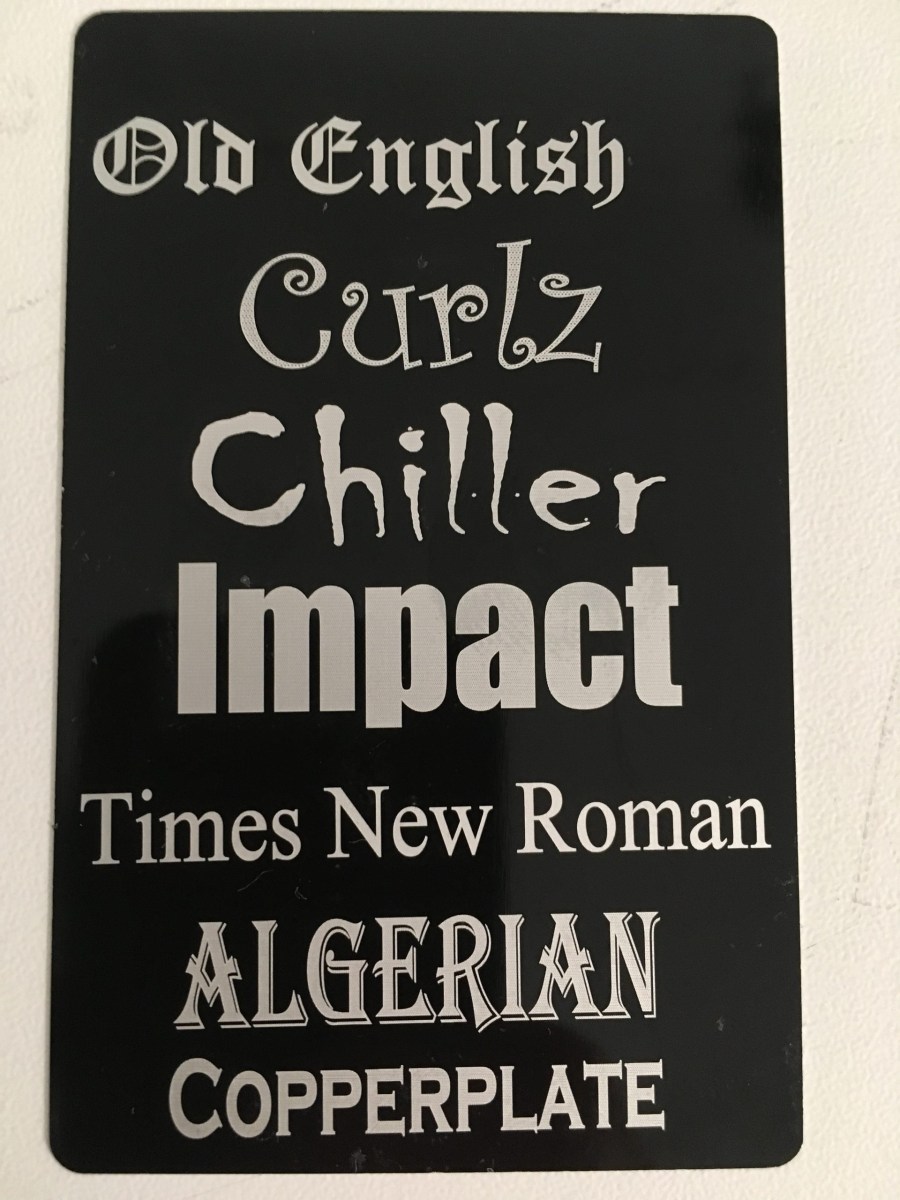 Old English
Curlz
Chiller
Impact
Times New Roman
ALGERIAN
COPPERPLATE